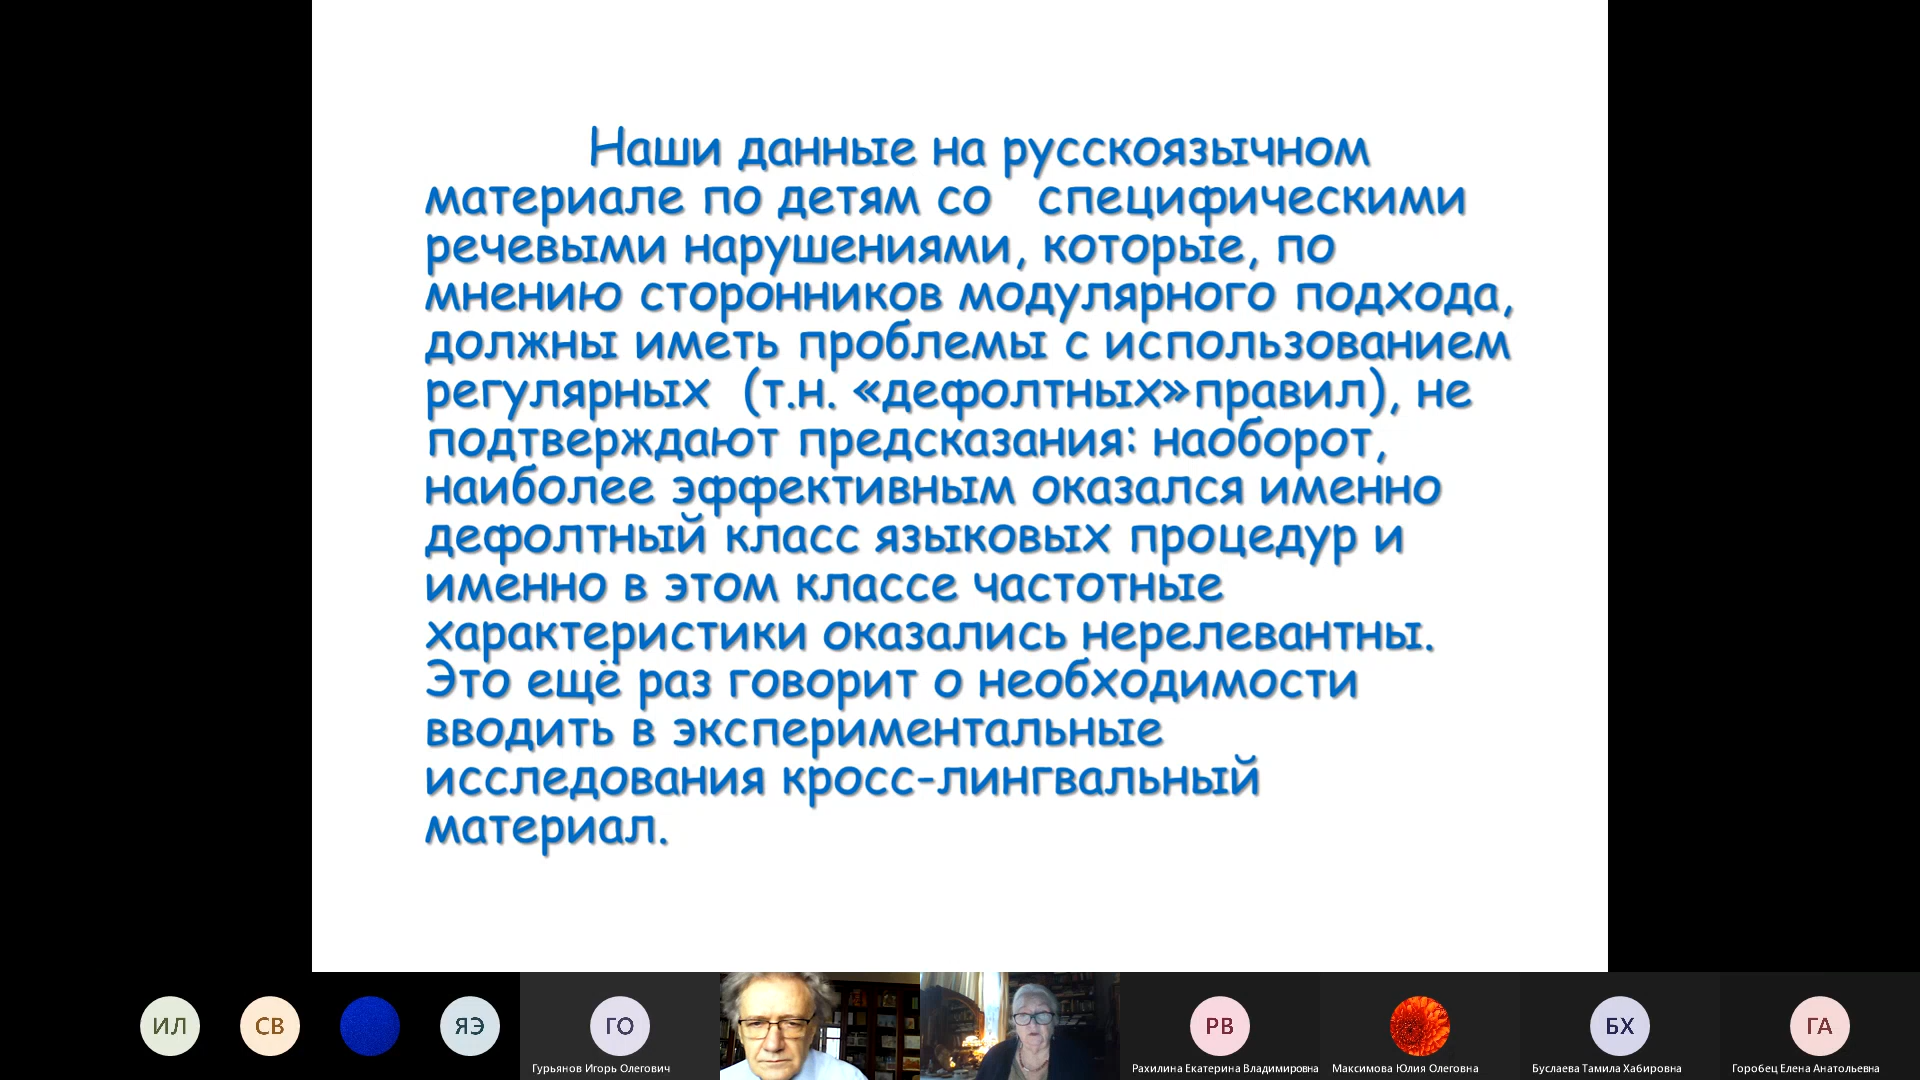 Наши данные на русскоязычном
материале по детям со специфическими
речевыми нарушениями, которые, по
мнению сторонников модулярного подхода,
должны иметь проблемы с использованием
регулярных (т.н. «дефолтных»правил), не
подтверждают предсказания: наоборот,
наиболее эффективным оказался именно
дефолтный класс языковых процедур и
именно в этом классе частотные
характеристики оказались нерелевантны.
Это ещё раз говорит о необходимости
вводить в экспериментальные
исследования кросс-лингвальный
материал.
ИЛ
СВ
ЯЭ
ГО
РВ
БХ
ГА
Гурьянов Игорь Олегович
Рахилина Екатерина Владимировна
Максимова Юлия Олеговна
Буслаева Тамила Хабировна
Горобец Елена Анатольевна